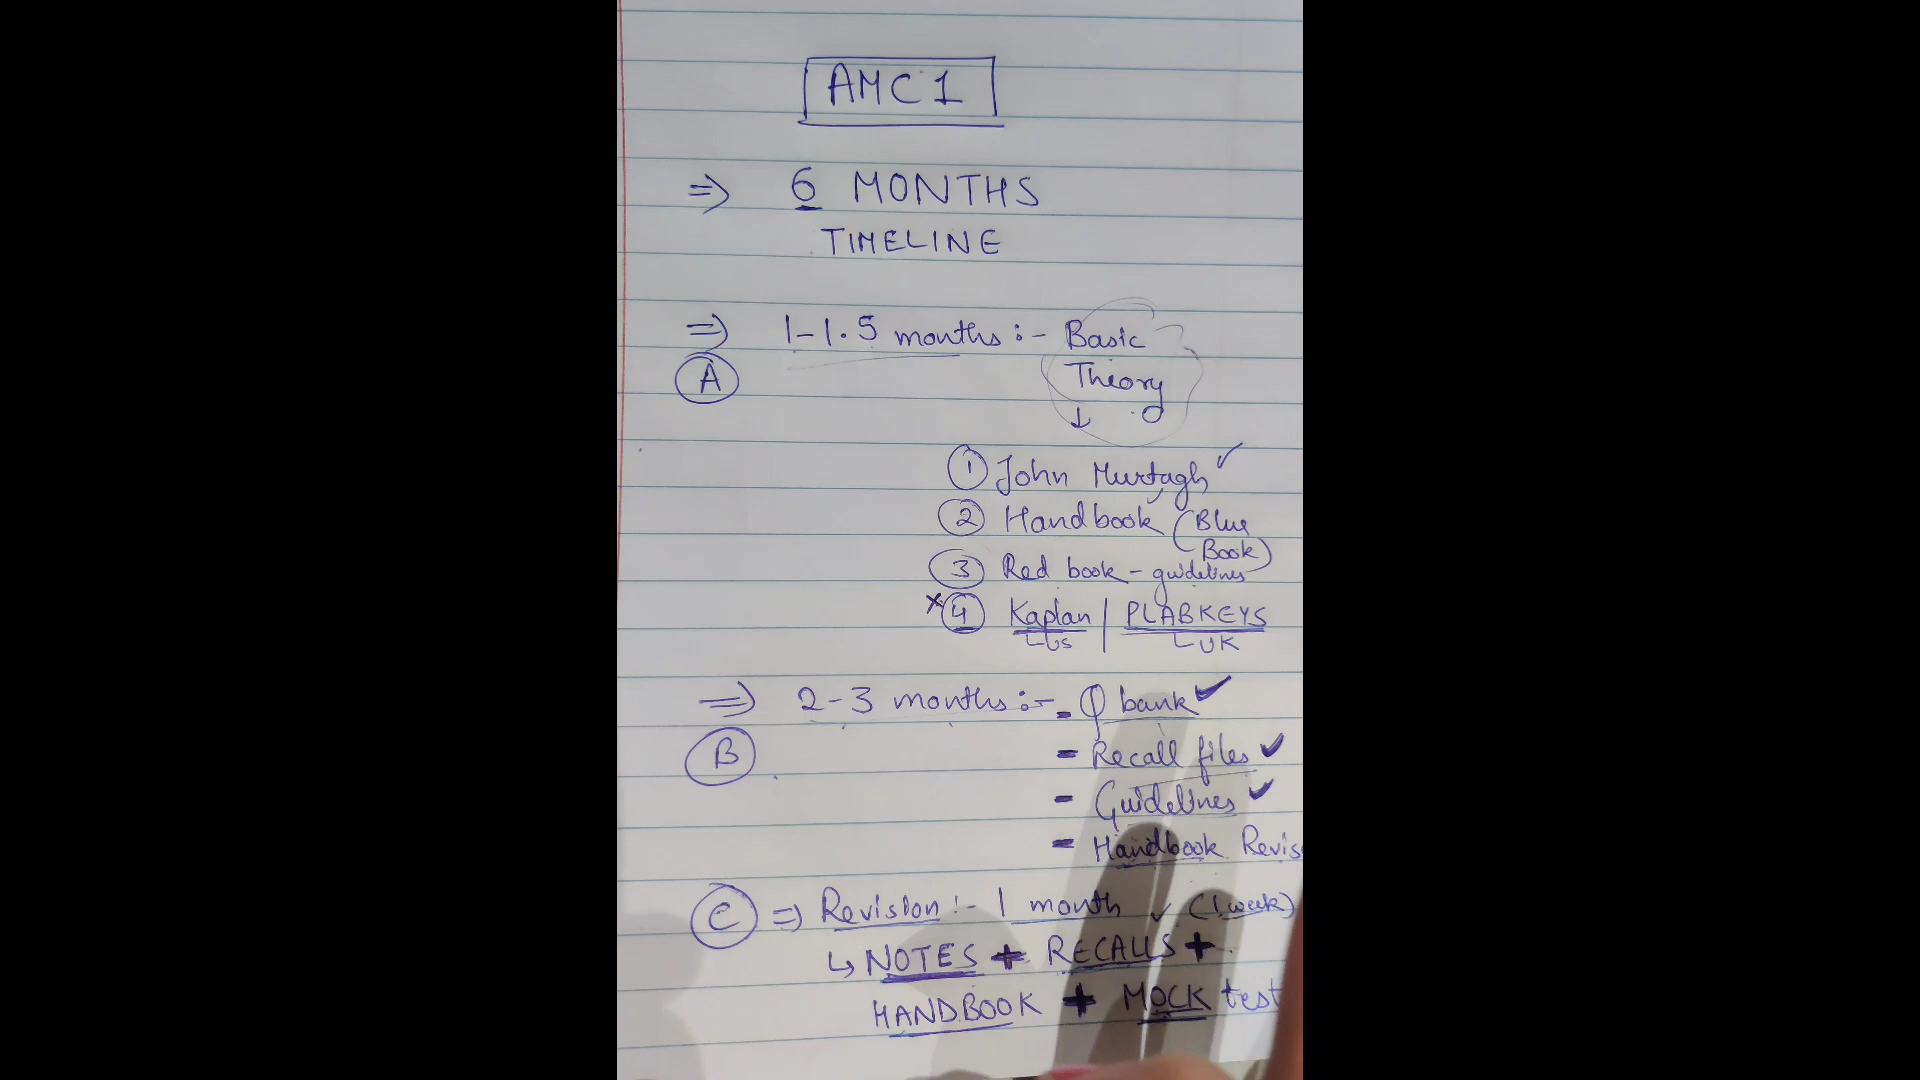 AMC 1
⇒ 6 MONTHS
TIMELINE
⇒ 1-1.5 months :- Basic
A Theory
↓
① John Murtagh ✓
② Handbook ✓ (Blue
Book)
③ Red book - guidelines
x④ Kaplan | PLABKEYS
US UK
⇒ 2-3 months :- - Q bank ✓
B - Recall files ✓
- Guidelines ✓
- Handbook Revis
C ⇒ Revision :- 1 month ✓ (1 week)
↳ NOTES + RECALLS +
HANDBOOK + MOCK test